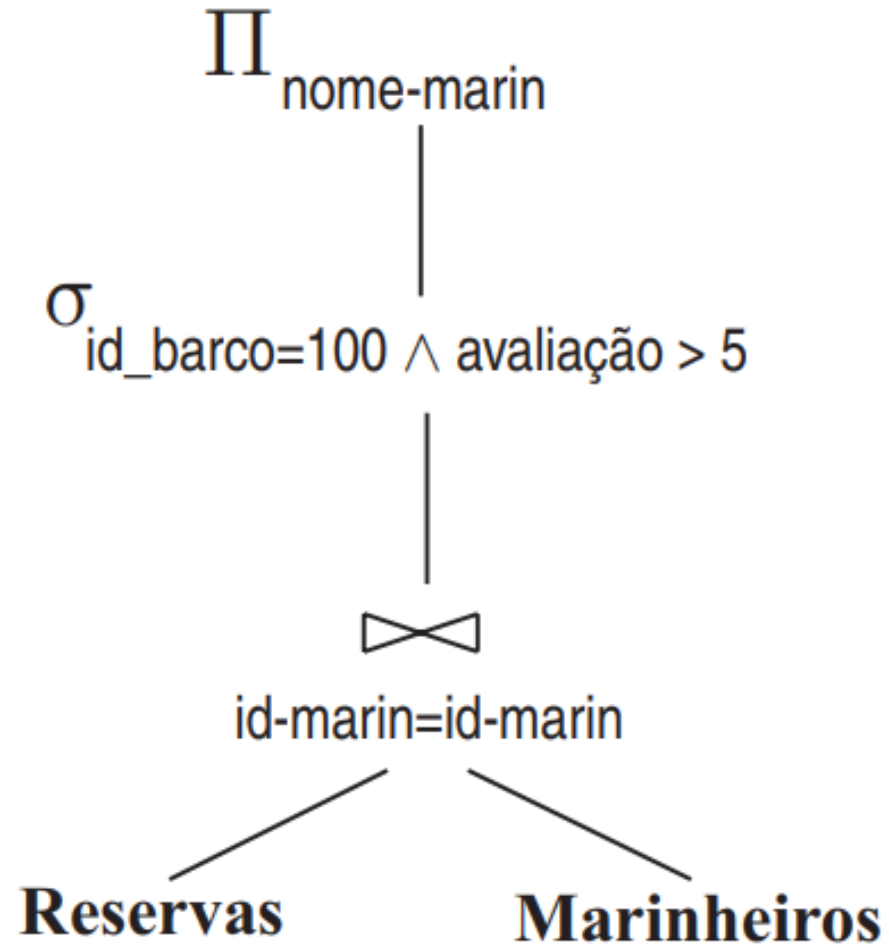 Π nome-marin
σ id_barco=100 ∧ avaliação > 5
⋈
id-marin=id-marin
Reservas Marinheiros